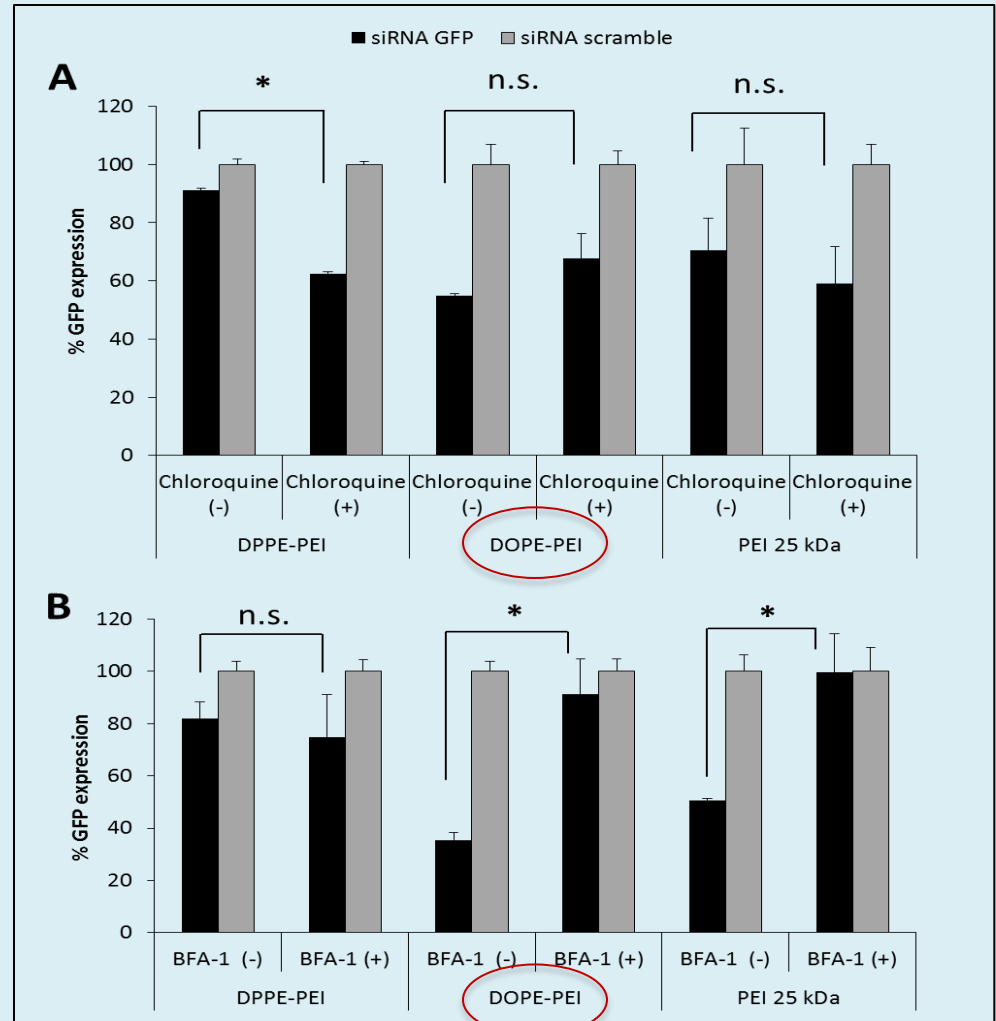 siRNA GFP siRNA scramble
A
* n.s. n.s.
120
100
80
60
40
20
0
% GFP expression
Chloroquine Chloroquine Chloroquine Chloroquine Chloroquine Chloroquine
(-) (+) (-) (+) (-) (+)
DPPE-PEI DOPE-PEI PEI 25 kDa
B
n.s. * *
120
100
80
60
40
20
0
% GFP expression
BFA-1 (-) BFA-1 (+) BFA-1 (-) BFA-1 (+) BFA-1 (-) BFA-1 (+)
DPPE-PEI DOPE-PEI PEI 25 kDa